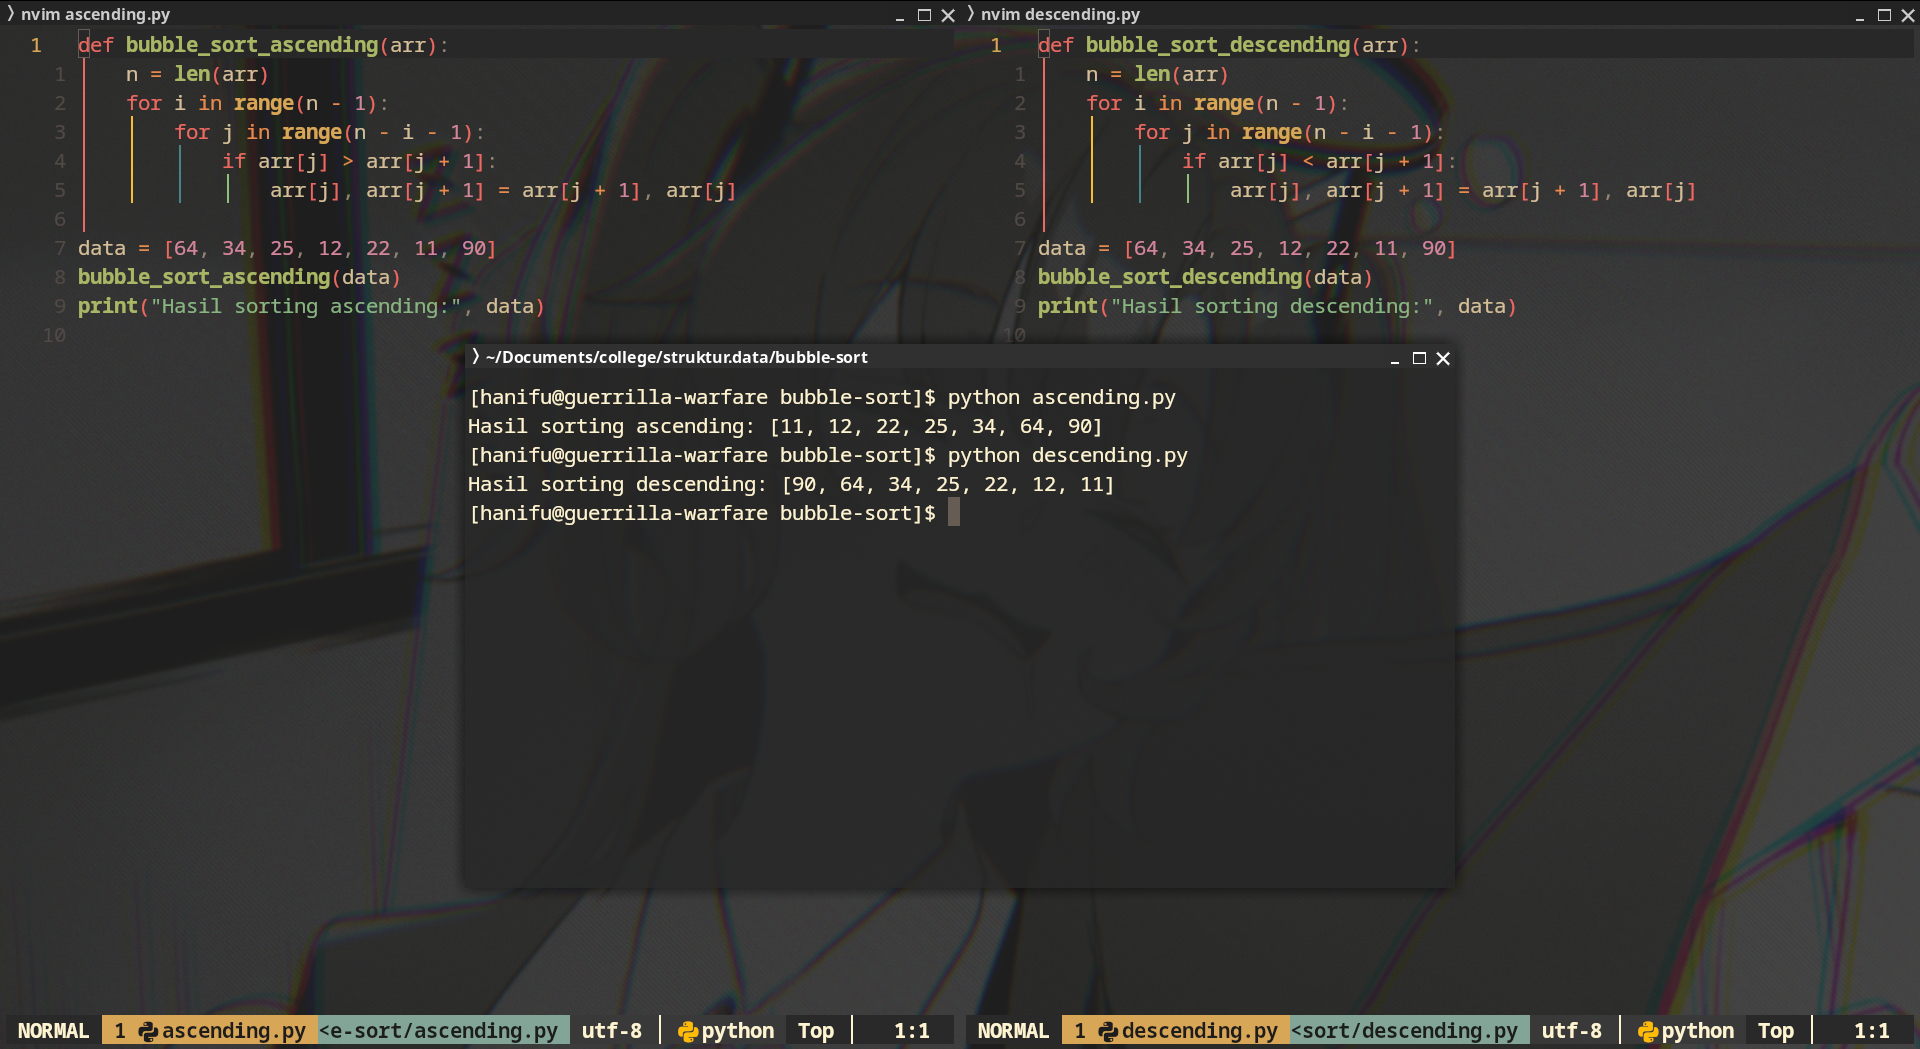 nvim ascending.py
1 def bubble_sort_ascending(arr):
1 n = len(arr)
2 for i in range(n - 1):
3 for j in range(n - i - 1):
4 if arr[j] > arr[j + 1]:
5 arr[j], arr[j + 1] = arr[j + 1], arr[j]
6
7 data = [64, 34, 25, 12, 22, 11, 90]
8 bubble_sort_ascending(data)
9 print("Hasil sorting ascending:", data)
10
NORMAL 1 ascending.py <e-sort/ascending.py utf-8 | python Top | 1:1
nvim descending.py
1 def bubble_sort_descending(arr):
1 n = len(arr)
2 for i in range(n - 1):
3 for j in range(n - i - 1):
4 if arr[j] < arr[j + 1]:
5 arr[j], arr[j + 1] = arr[j + 1], arr[j]
6
7 data = [64, 34, 25, 12, 22, 11, 90]
8 bubble_sort_descending(data)
9 print("Hasil sorting descending:", data)
10
NORMAL 1 descending.py <sort/descending.py utf-8 | python Top | 1:1
~/Documents/college/struktur.data/bubble-sort
[hanifu@guerrilla-warfare bubble-sort]$ python ascending.py
Hasil sorting ascending: [11, 12, 22, 25, 34, 64, 90]
[hanifu@guerrilla-warfare bubble-sort]$ python descending.py
Hasil sorting descending: [90, 64, 34, 25, 22, 12, 11]
[hanifu@guerrilla-warfare bubble-sort]$